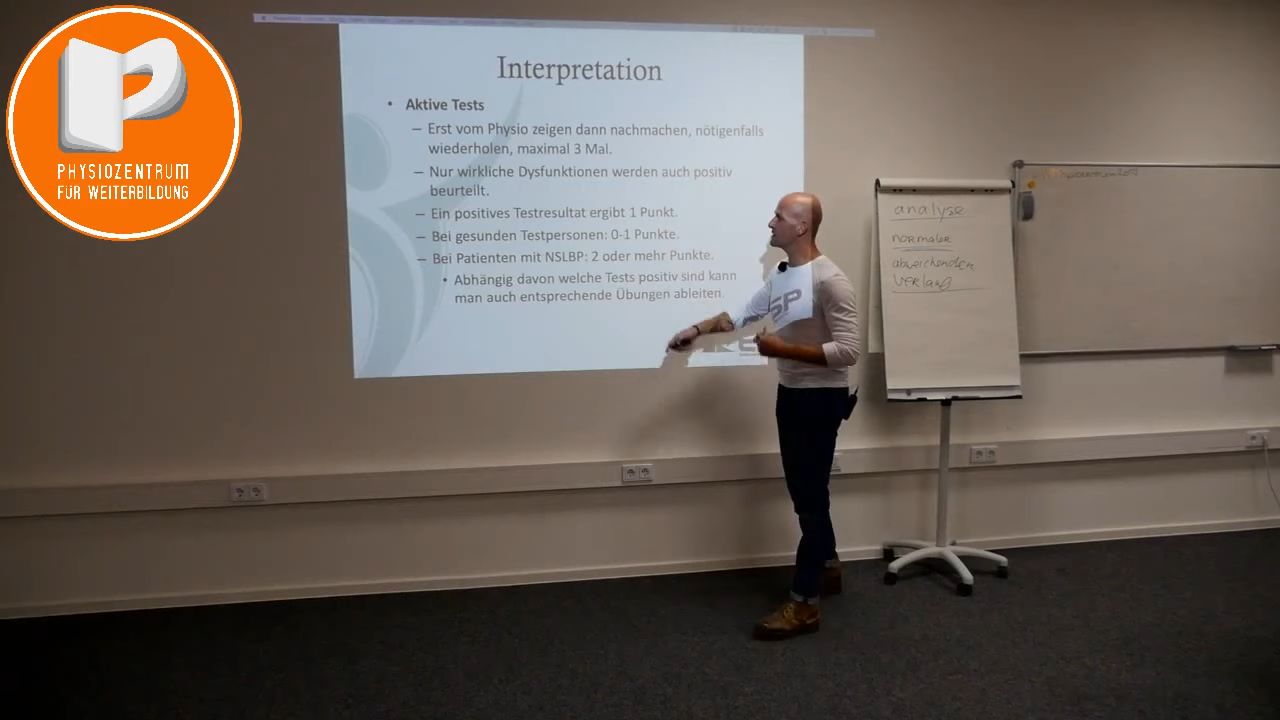 PHYSIOZENTRUM
FÜR WEITERBILDUNG
Interpretation
• Aktive Tests
– Erst vom Physio zeigen dann nachmachen, nötigenfalls
wiederholen, maximal 3 Mal.
– Nur wirkliche Dysfunktionen werden auch positiv
beurteilt.
– Ein positives Testresultat ergibt 1 Punkt.
– Bei gesunden Testpersonen: 0-1 Punkte.
– Bei Patienten mit NSLBP: 2 oder mehr Punkte.
• Abhängig davon welche Tests positiv sind kann
man auch entsprechende Übungen ableiten.
SP
analyse
normaler
abweichenden
Verlauf